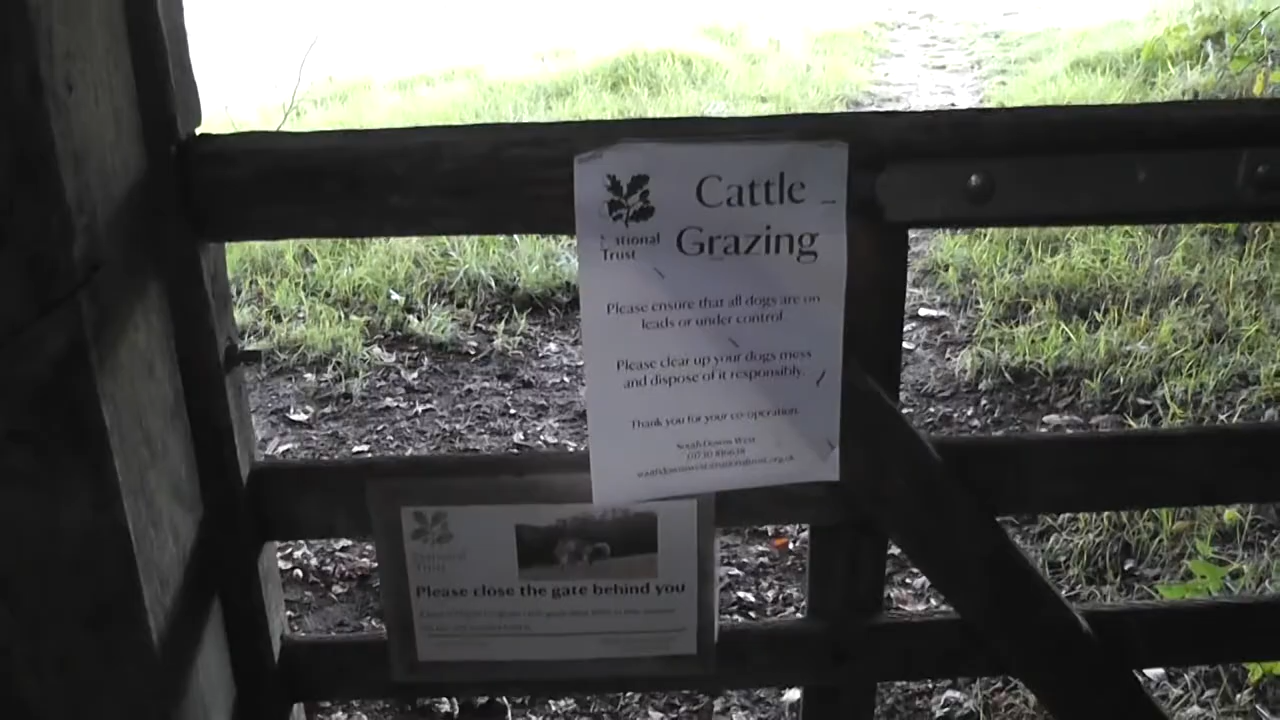 Cattle
Grazing
National
Trust
Please ensure that all dogs are on
leads or under control.
Please clear up your dogs mess
and dispose of it responsibly.
Thank you for your co-operation.
South Downs West
Please close the gate behind you